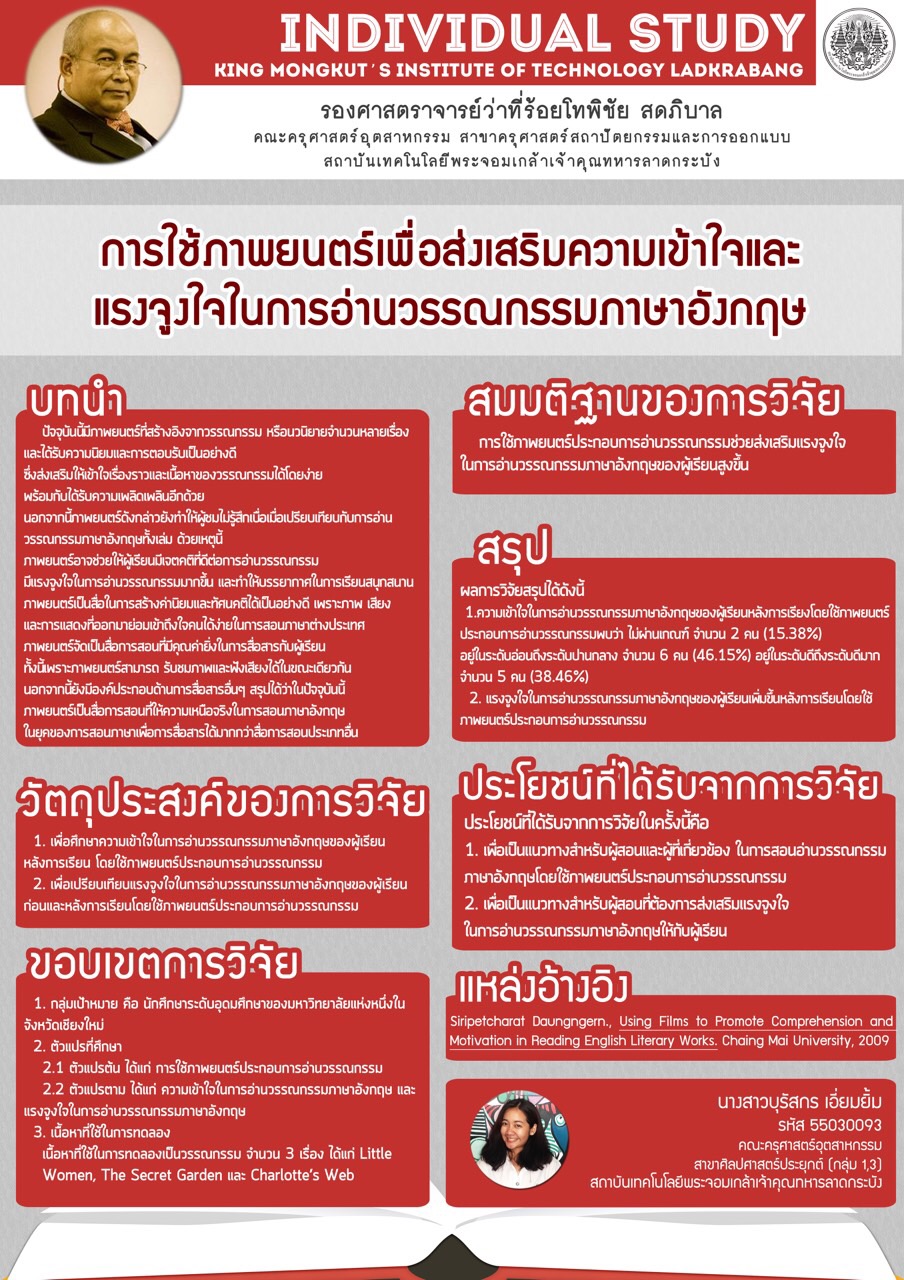 INDIVIDUAL STUDY
KING MONGKUT'S INSTITUTE OF TECHNOLOGY LADKRABANG
รองศาสตราจารย์ว่าที่ร้อยโทพิชัย สดภิบาล
คณะครุศาสตร์อุตสาหกรรม สาขาครุศาสตร์สถาปัตยกรรมและการออกแบบ
สถาบันเทคโนโลยีพระจอมเกล้าเจ้าคุณทหารลาดกระบัง
การใช้ภาพยนตร์เพื่อส่งเสริมความเข้าใจและ
แรงจูงใจในการอ่านวรรณกรรมภาษาอังกฤษ
บทนำ
ปัจจุบันนี้มีภาพยนตร์ที่สร้างอิงจากวรรณกรรม หรือนวนิยายจำนวนหลายเรื่อง
และได้รับความนิยมและการตอบรับเป็นอย่างดี
ซึ่งส่งเสริมให้เข้าใจเรื่องราวและเนื้อหาของวรรณกรรมได้โดยง่าย
พร้อมกับได้รับความเพลิดเพลินอีกด้วย
นอกจากนี้ภาพยนตร์ดังกล่าวยังทำให้ผู้ชมไม่รู้สึกเบื่อเมื่อเปรียบเทียบกับการอ่าน
วรรณกรรมภาษาอังกฤษทั้งเล่ม ด้วยเหตุนี้
ภาพยนตร์อาจช่วยให้ผู้เรียนมีเจตคติที่ดีต่อการอ่านวรรณกรรม
มีแรงจูงใจในการอ่านวรรณกรรมมากขึ้น และทำให้บรรยากาศในการเรียนสนุกสนาน
ภาพยนตร์เป็นสื่อในการสร้างค่านิยมและทัศนคติได้เป็นอย่างดี เพราะภาพ เสียง
และการแสดงที่ออกมาย่อมเข้าถึงใจคนได้ง่ายในการสอนภาษาต่างประเทศ
ภาพยนตร์จัดเป็นสื่อการสอนที่มีคุณค่ายิ่งในการสื่อสารกับผู้เรียน
ทั้งนี้เพราะภาพยนตร์สามารถ รับชมภาพและฟังเสียงได้ในขณะเดียวกัน
นอกจากนี้ยังมีองค์ประกอบด้านการสื่อสารอื่นๆ สรุปได้ว่าในปัจจุบันนี้
ภาพยนตร์เป็นสื่อการสอนที่ให้ความเหนือจริงในการสอนภาษาอังกฤษ
ในยุคของการสอนภาษาเพื่อการสื่อสารได้มากกว่าสื่อการสอนประเภทอื่น
วัตถุประสงค์ของการวิจัย
1. เพื่อศึกษาความเข้าใจในการอ่านวรรณกรรมภาษาอังกฤษของผู้เรียน
หลังการเรียน โดยใช้ภาพยนตร์ประกอบการอ่านวรรณกรรม
2. เพื่อเปรียบเทียบแรงจูงใจในการอ่านวรรณกรรมภาษาอังกฤษของผู้เรียน
ก่อนและหลังการเรียนโดยใช้ภาพยนตร์ประกอบการอ่านวรรณกรรม
ขอบเขตการวิจัย
1. กลุ่มเป้าหมาย คือ นักศึกษาระดับอุดมศึกษาของมหาวิทยาลัยแห่งหนึ่งใน
จังหวัดเชียงใหม่
2. ตัวแปรที่ศึกษา
2.1 ตัวแปรต้น ได้แก่ การใช้ภาพยนตร์ประกอบการอ่านวรรณกรรม
2.2 ตัวแปรตาม ได้แก่ ความเข้าใจในการอ่านวรรณกรรมภาษาอังกฤษ และ
แรงจูงใจในการอ่านวรรณกรรมภาษาอังกฤษ
3. เนื้อหาที่ใช้ในการทดลอง
เนื้อหาที่ใช้ในการทดลองเป็นวรรณกรรม จำนวน 3 เรื่อง ได้แก่ Little
Women, The Secret Garden และ Charlotte's Web
สมมติฐานของการวิจัย
การใช้ภาพยนตร์ประกอบการอ่านวรรณกรรมช่วยส่งเสริมแรงจูงใจ
ในการอ่านวรรณกรรมภาษาอังกฤษของผู้เรียนสูงขึ้น
สรุป
ผลการวิจัยสรุปได้ดังนี้
1.ความเข้าใจในการอ่านวรรณกรรมภาษาอังกฤษของผู้เรียนหลังการเรียงโดยใช้ภาพยนตร์
ประกอบการอ่านวรรณกรรมพบว่า ไม่ผ่านเกณฑ์ จำนวน 2 คน (15.38%)
อยู่ในระดับอ่อนถึงระดับปานกลาง จำนวน 6 คน (46.15%) อยู่ในระดับดีถึงระดับดีมาก
จำนวน 5 คน (38.46%)
2. แรงจูงใจในการอ่านวรรณกรรมภาษาอังกฤษของผู้เรียนเพิ่มขึ้นหลังการเรียนโดยใช้
ภาพยนตร์ประกอบการอ่านวรรณกรรม
ประโยชน์ที่ได้รับจากการวิจัย
ประโยชน์ที่ได้รับจากการวิจัยในครั้งนี้คือ
1. เพื่อเป็นแนวทางสำหรับผู้สอนและผู้ที่เกี่ยวข้อง ในการสอนอ่านวรรณกรรม
ภาษาอังกฤษโดยใช้ภาพยนตร์ประกอบการอ่านวรรณกรรม
2. เพื่อเป็นแนวทางสำหรับผู้สอนที่ต้องการส่งเสริมแรงจูงใจ
ในการอ่านวรรณกรรมภาษาอังกฤษให้กับผู้เรียน
แหล่งอ้างอิง
Siripetcharat Daungngern., Using Films to Promote Comprehension and
Motivation in Reading English Literary Works. Chaing Mai University, 2009
นางสาวบุรัสกร เอี่ยมยิ้ม
รหัส 55030093
คณะครุศาสตร์อุตสาหกรรม
สาขาศิลปศาสตร์ประยุกต์ (กลุ่ม 1,3)
สถาบันเทคโนโลยีพระจอมเกล้าเจ้าคุณทหารลาดกระบัง